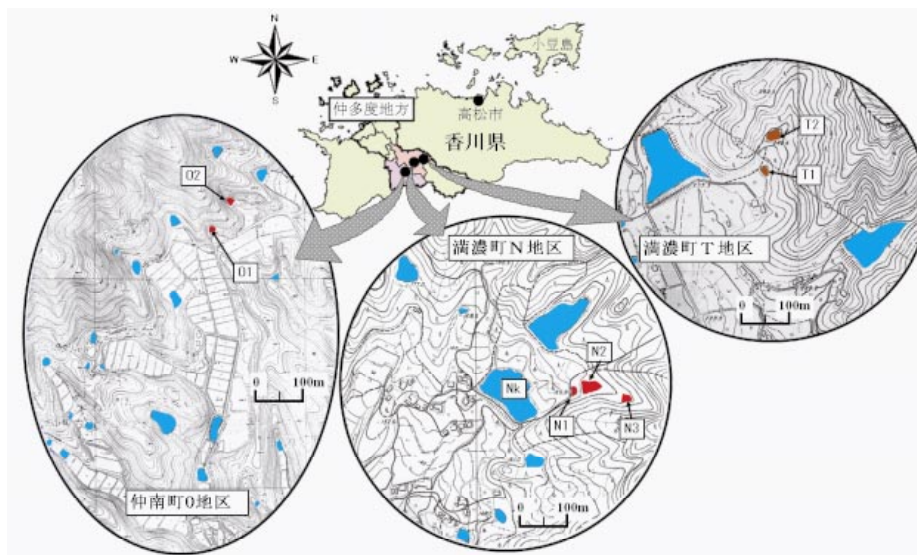 N
W
E
S
小豆島
仲多度地方
高松市
香川県
O2
O1
0 100m
仲南町O地区
満濃町N地区
Nk
N2
N1
N3
0 100m
T2
T1
満濃町T地区
0 100m